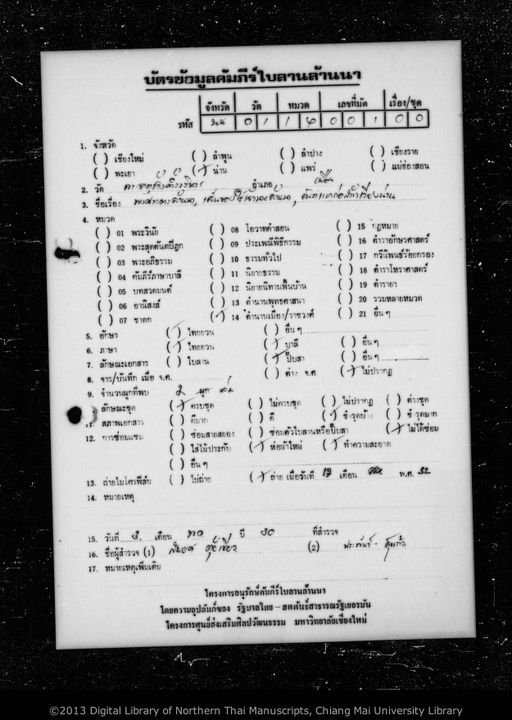 บัตรข้อมูลคัมภีร์ใบลานล้านนา
จังหวัด วัด หมวด เลขที่มัด เรื่อง/ชุด
รหัส 0 1 1 4 0 0 1 0 0
1. จังหวัด
( ) เชียงใหม่ ( ) ลำพูน ( ) ลำปาง ( ) เชียงราย
( ) พะเยา (/) น่าน ( ) แพร่ ( ) แม่ฮ่องสอน
2. วัด อำเภอ เมือง
3. ชื่อเรื่อง
4. หมวด
( ) 01 พระวินัย ( ) 08 โอวาทคำสอน ( ) 15 กฎหมาย
( ) 02 พระสุตตันตปิฎก ( ) 09 ประเพณีพิธีกรรม ( ) 16 ตำราอักษรศาสตร์
( ) 03 พระอภิธรรม ( ) 10 ธรรมทั่วไป ( ) 17 กวีนิพนธ์ร้อยกรอง
( ) 04 คัมภีร์ภาษาบาลี ( ) 11 นิยายธรรม ( ) 18 ตำราโหราศาสตร์
( ) 05 บทสวดมนต์ ( ) 12 นิยายนิทานพื้นบ้าน ( ) 19 ตำรายา
( ) 06 อานิสงส์ ( ) 13 ตำนานพุทธศาสนา ( ) 20 รวมหลายหมวด
( ) 07 ชาดก (/) 14 ตำนานเมือง/ราชวงศ์ ( ) 21 อื่น ๆ
5. อักษร (/) ไทยยวน ( ) อื่น ๆ
6. ภาษา (/) ไทยยวน ( ) บาลี ( ) อื่น ๆ
7. ลักษณะเอกสาร ( ) ใบลาน (/) ปั๊บสา ( ) อื่น ๆ
8. จาร/บันทึก เมื่อ จ.ศ. ( ) ค่าว จ.ศ (/) ไม่ปรากฏ
9. จำนวนผูกที่พบ 2 ผูก
ลักษณะชุด (/) ครบชุด ( ) ไม่ครบชุด ( ) ไม่ปรากฏ ( ) ต่างชุด
11. สภาพเอกสาร ( ) ดีมาก ( ) ดี (/) ชำรุดบ้าง ( ) ชำรุดมาก
12. การซ่อมแซม ( ) ซ่อมสายสยอง ( ) ซ่อมตัวใบลานหรือปั๊บสา (/) ไม่ได้ซ่อม
( ) ใส่ไม้ประกับ (/) ห่อผ้าใหม่ (/) ทำความสะอาด
( ) อื่น ๆ
13. ถ่ายไมโครฟิล์ม ( ) ไม่ถ่าย (/) ถ่าย เมื่อวันที่ 19 เดือน พ.ศ. 32
14. หมายเหตุ
15. วันที่ 3 เดือน ปี 30 ที่สำรวจ
16. ชื่อผู้สำรวจ (1) (2)
17. หมายเหตุเพิ่มเติม
โครงการอนุรักษ์คัมภีร์ใบลานล้านนา
โดยความอุปถัมภ์ของ รัฐบาลไทย - สหพันธ์สาธารณรัฐเยอรมัน
โครงการศูนย์ส่งเสริมศิลปวัฒนธรรม มหาวิทยาลัยเชียงใหม่
©2013 Digital Library of Northern Thai Manuscripts, Chiang Mai University Library